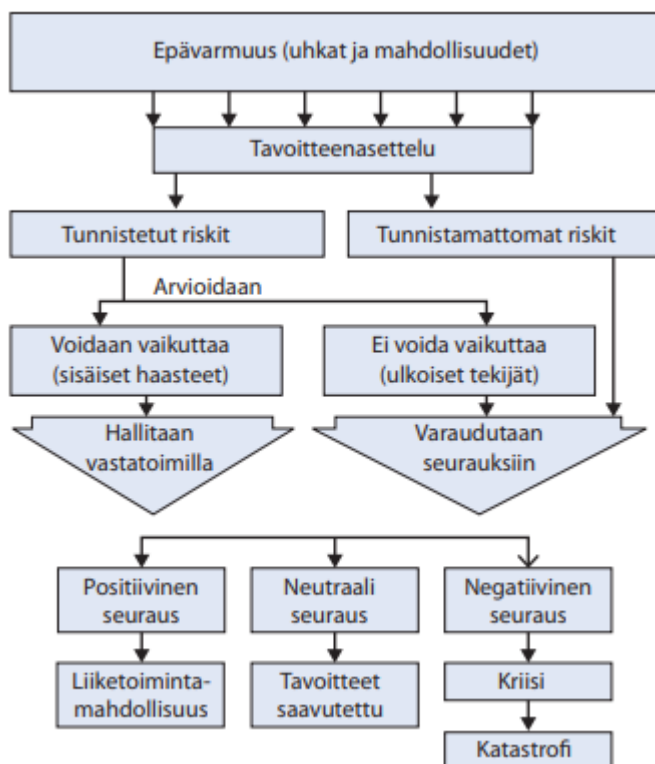 Epävarmuus (uhkat ja mahdollisuudet)
Tavoitteenasettelu
Tunnistetut riskit
Tunnistamattomat riskit
Arvioidaan
Voidaan vaikuttaa
(sisäiset haasteet)
Ei voida vaikuttaa
(ulkoiset tekijät)
Hallitaan
vastatoimilla
Varaudutaan
seurauksiin
Positiivinen
seuraus
Neutraali
seuraus
Negatiivinen
seuraus
Liiketoiminta-
mahdollisuus
Tavoitteet
saavutettu
Kriisi
Katastrofi